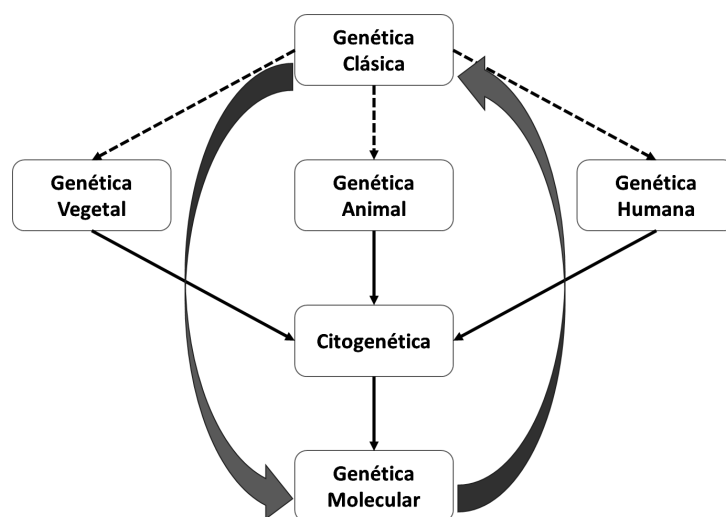 Genética
Clásica
Genética
Vegetal
Genética
Animal
Genética
Humana
Citogenética
Genética
Molecular